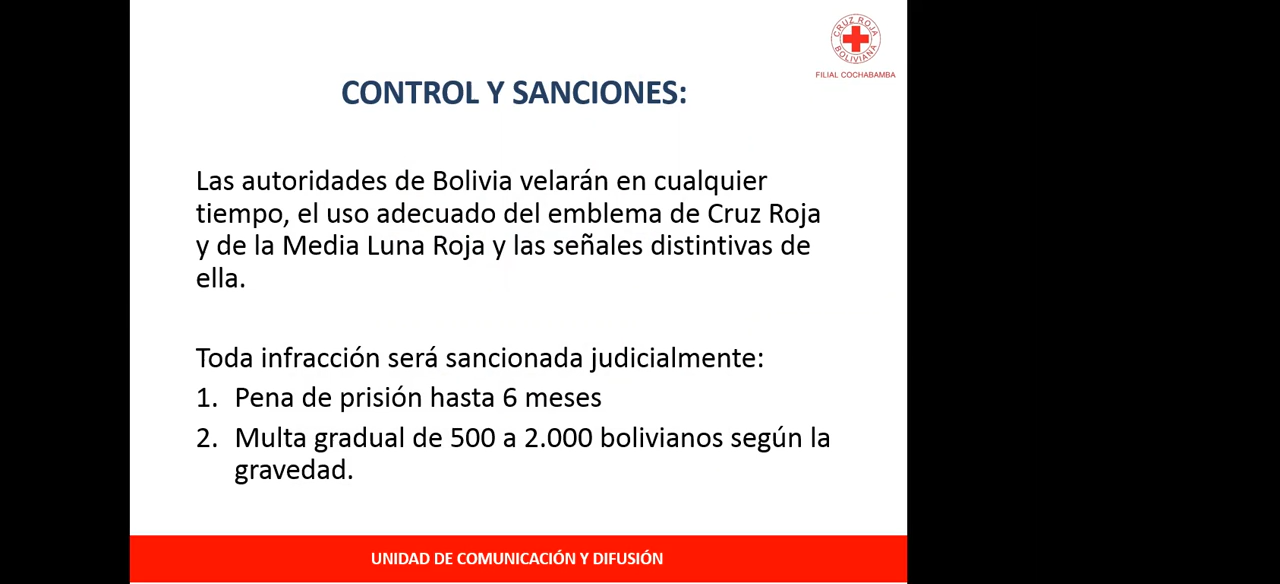 CRUZ ROJA
BOLIVIANA
FILIAL COCHABAMBA
CONTROL Y SANCIONES:
Las autoridades de Bolivia velarán en cualquier
tiempo, el uso adecuado del emblema de Cruz Roja
y de la Media Luna Roja y las señales distintivas de
ella.
Toda infracción será sancionada judicialmente:
1. Pena de prisión hasta 6 meses
2. Multa gradual de 500 a 2.000 bolivianos según la
gravedad.
UNIDAD DE COMUNICACIÓN Y DIFUSIÓN